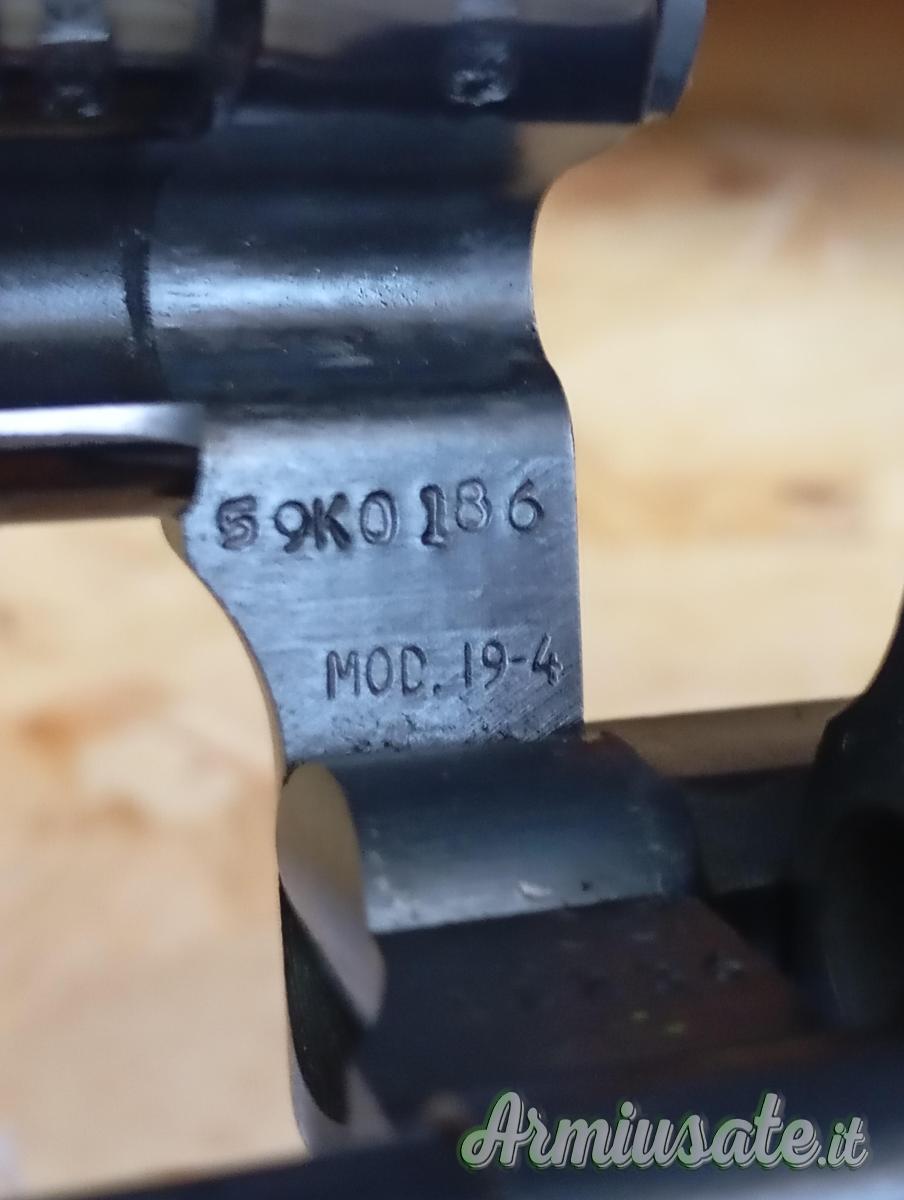 59K0186
MOD. 19-4
Armiusate.it